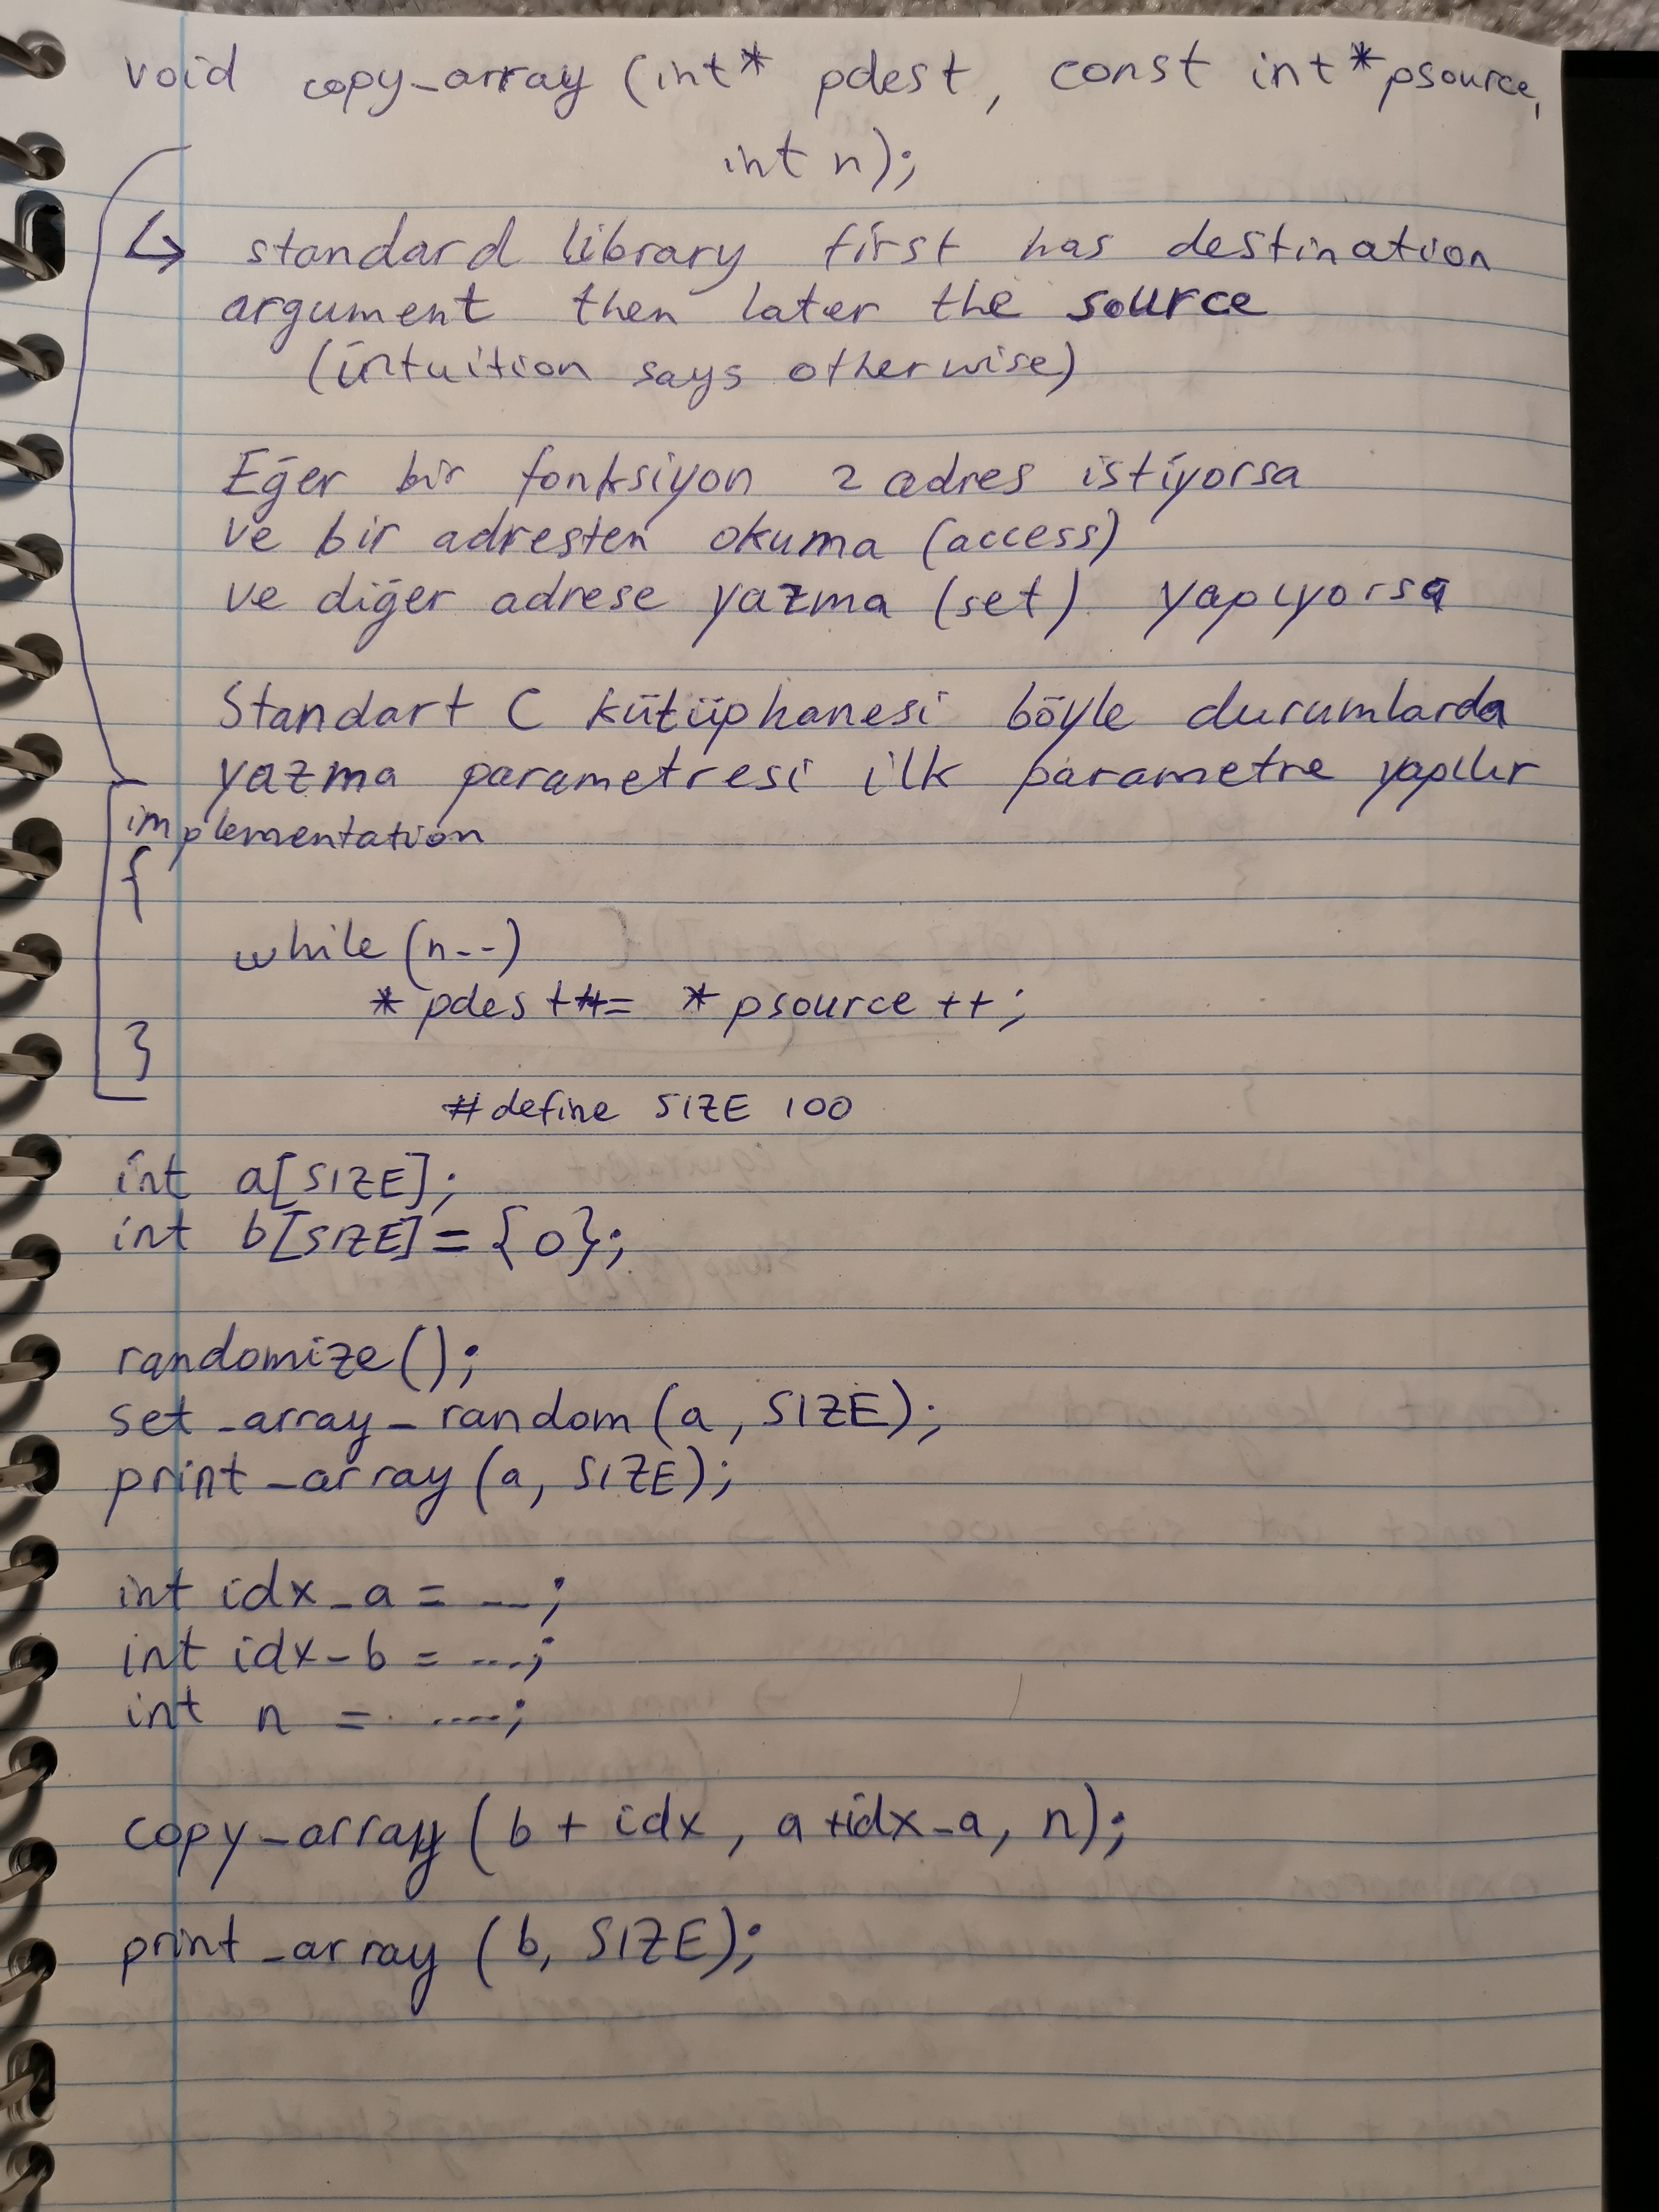 void copy_array (int* pdest, const int* psource,
int n);
↳ standard library first has destination
argument then later the source
(intuition says otherwise)
Eğer bir fonksiyon 2 adres istiyorsa
ve bir adresten okuma (access)
ve diğer adrese yazma (set) yapıyorsa
Standart C kütüphanesi böyle durumlarda
yazma parametresi ilk parametre yapılır
implementation
{
while (n--)
*pdest++= *psource++;
}
#define SIZE 100
int a[SIZE];
int b[SIZE]= {0};
randomize();
set_array_random(a, SIZE);
print_array(a, SIZE);
int idx_a = ...;
int idx_b = ....;
int n = ....;
copy_array(b + idx, a+idx_a, n);
print_array (b, SIZE);